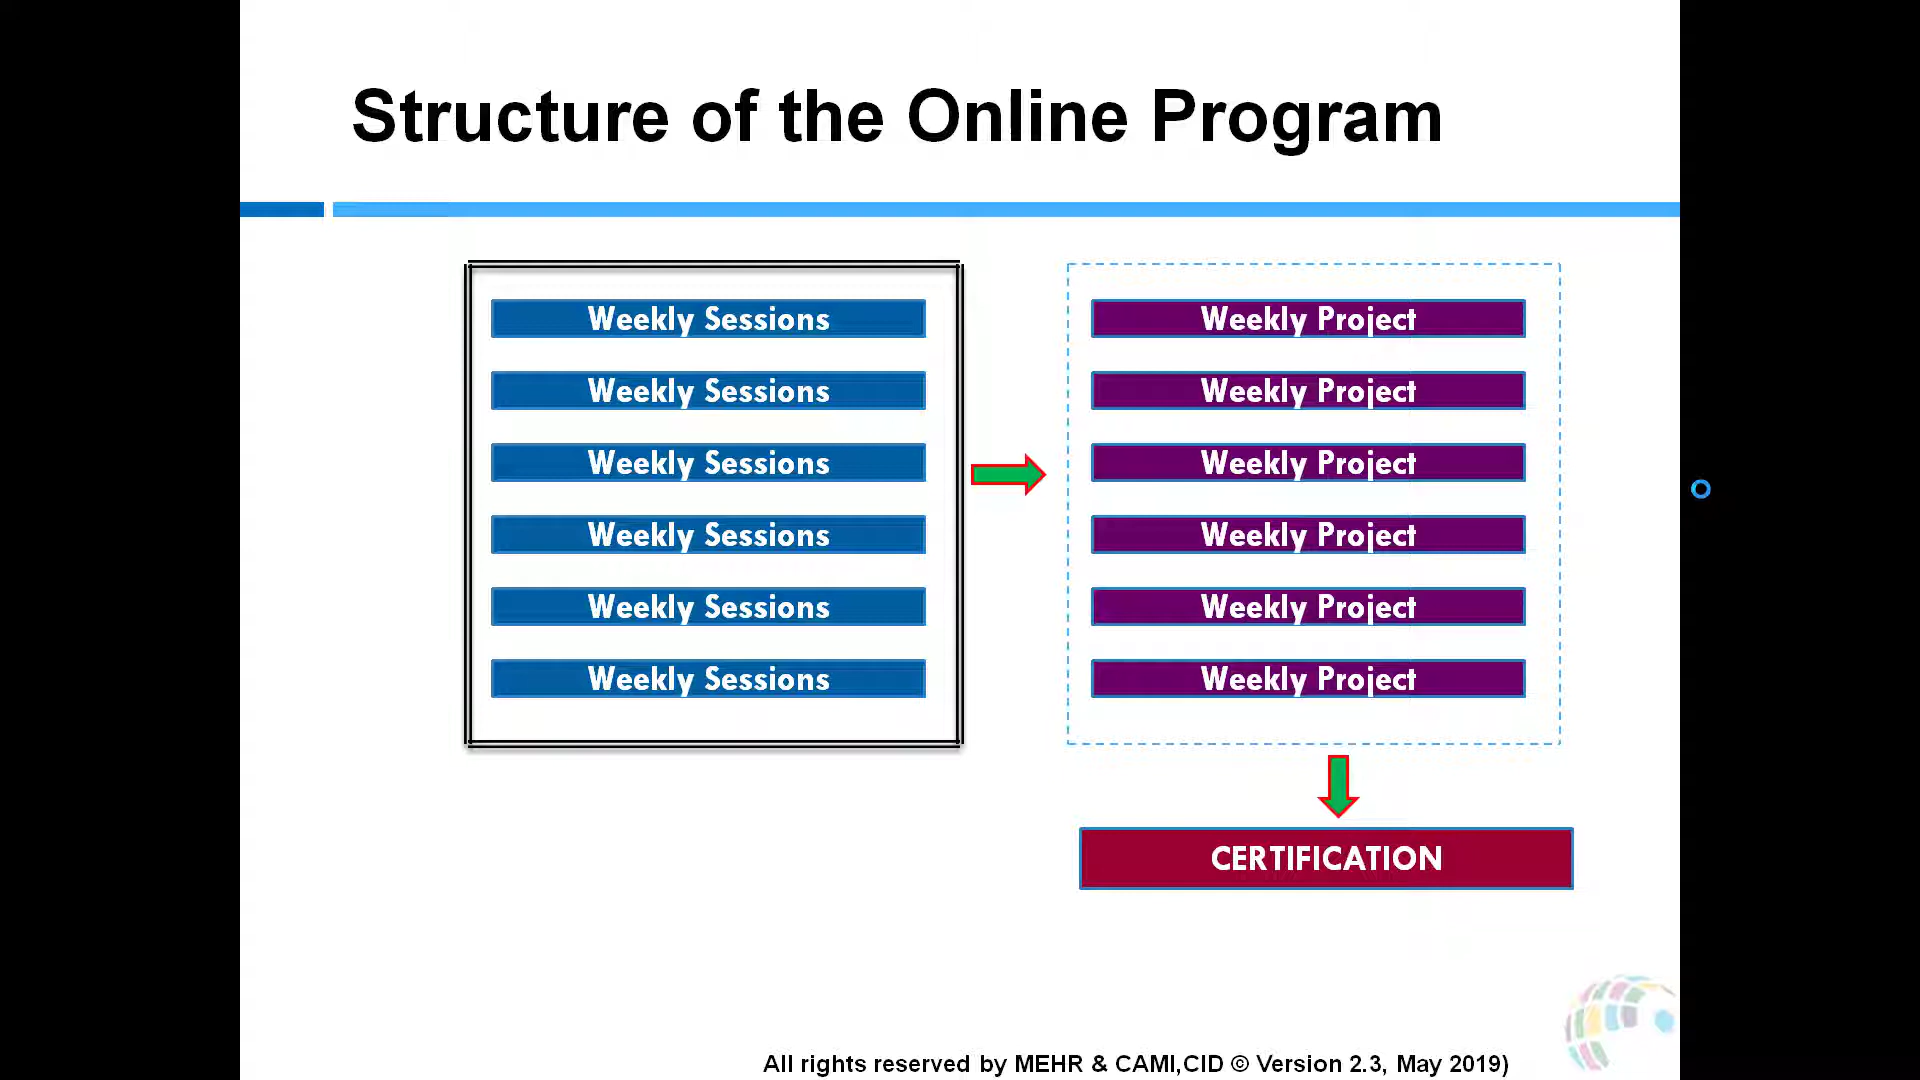 Structure of the Online Program
Weekly Sessions
Weekly Sessions
Weekly Sessions
Weekly Sessions
Weekly Sessions
Weekly Sessions
Weekly Project
Weekly Project
Weekly Project
Weekly Project
Weekly Project
Weekly Project
CERTIFICATION
All rights reserved by MEHR & CAMI,CID © Version 2.3, May 2019)